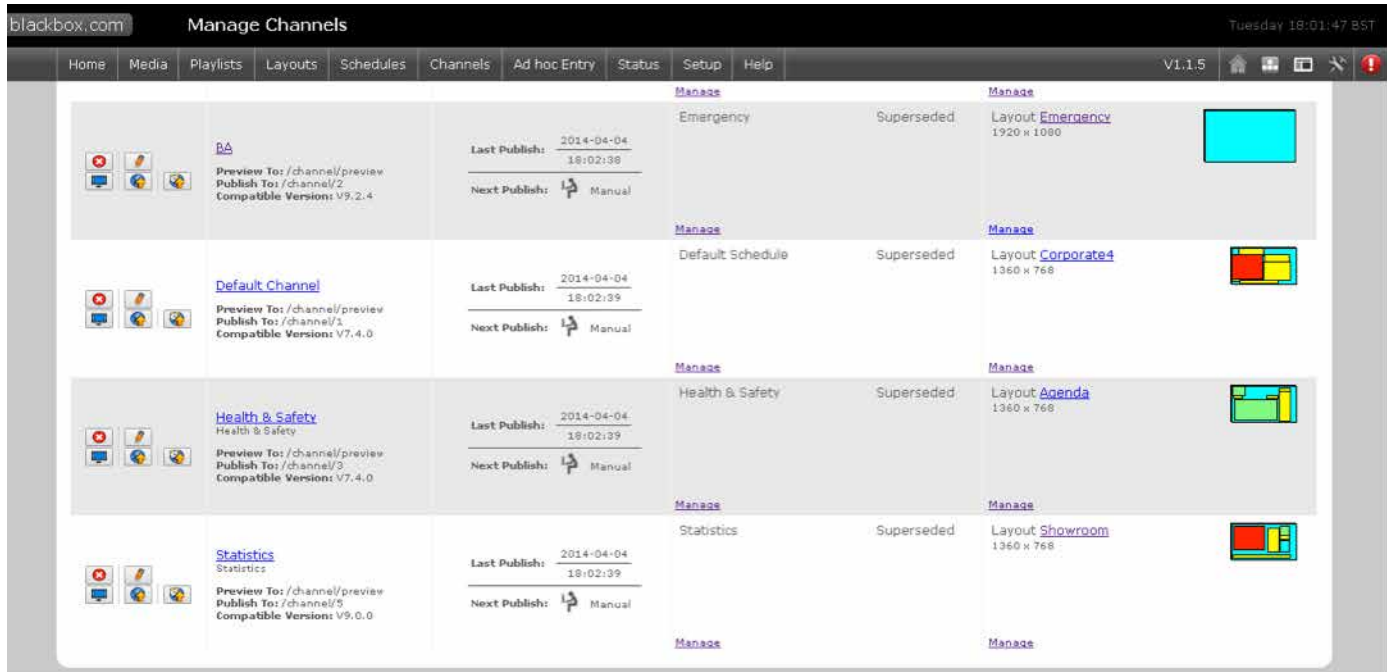 blackbox.com Manage Channels Tuesday 18:01:47 BST
Home Media Playlists Layouts Schedules Channels Ad hoc Entry Status Setup Help V1.1.5
Manage Manage
BA
Preview To: /channel/preview
Publish To: /channel/2
Compatible Version: V9.2.4
Last Publish: 2014-04-04
18:02:38
Next Publish: Manual
Emergency Superseded
Manage
Layout Emergency
1920 x 1080
Manage
Default Channel
Preview To: /channel/preview
Publish To: /channel/1
Compatible Version: V7.4.0
Last Publish: 2014-04-04
18:02:39
Next Publish: Manual
Default Schedule Superseded
Manage
Layout Corporate4
1360 x 768
Manage
Health & Safety
Health & Safety
Preview To: /channel/preview
Publish To: /channel/3
Compatible Version: V7.4.0
Last Publish: 2014-04-04
18:02:39
Next Publish: Manual
Health & Safety Superseded
Manage
Layout Agenda
1360 x 768
Manage
Statistics
Statistics
Preview To: /channel/preview
Publish To: /channel/5
Compatible Version: V9.0.0
Last Publish: 2014-04-04
18:02:39
Next Publish: Manual
Statistics Superseded
Manage
Layout Showroom
1360 x 768
Manage